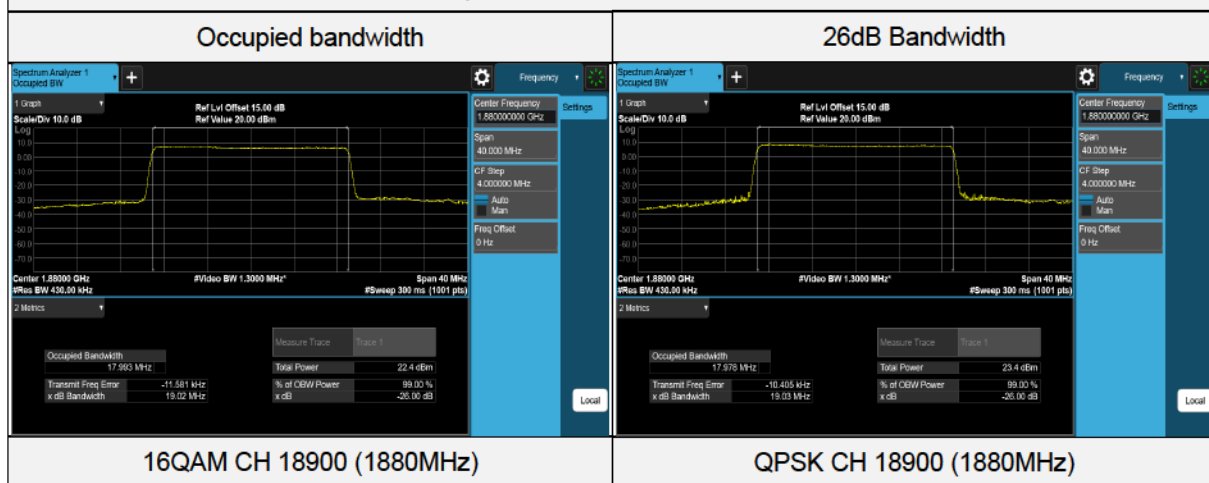 Occupied bandwidth
26dB Bandwidth
Spectrum Analyzer 1
Occupied BW
+
Frequency
1 Graph
Scale/Div 10.0 dB
Ref Lvl Offset 15.00 dB
Ref Value 20.00 dBm
Log
10.0
0.00
-10.0
-20.0
-30.0
-40.0
-50.0
-60.0
-70.0
Center 1.88000 GHz
#Res BW 430.00 kHz
#Video BW 1.3000 MHz*
Span 40 MHz
#Sweep 300 ms (1001 pts)
Center Frequency
1.880000000 GHz
Settings
Span
40.000 MHz
CF Step
4.000000 MHz
Auto
Man
Freq Offset
0 Hz
Local
2 Metrics
Measure Trace Trace 1
Occupied Bandwidth
17.993 MHz
Total Power 22.4 dBm
Transmit Freq Error -11.581 kHz
% of OBW Power 99.00 %
x dB Bandwidth 19.02 MHz
x dB -26.00 dB
Spectrum Analyzer 1
Occupied BW
+
Frequency
1 Graph
Scale/Div 10.0 dB
Ref Lvl Offset 15.00 dB
Ref Value 20.00 dBm
Log
10.0
0.00
-10.0
-20.0
-30.0
-40.0
-50.0
-60.0
-70.0
Center 1.88000 GHz
#Res BW 430.00 kHz
#Video BW 1.3000 MHz*
Span 40 MHz
#Sweep 300 ms (1001 pts)
Center Frequency
1.880000000 GHz
Settings
Span
40.000 MHz
CF Step
4.000000 MHz
Auto
Man
Freq Offset
0 Hz
Local
2 Metrics
Measure Trace Trace 1
Occupied Bandwidth
17.978 MHz
Total Power 23.4 dBm
Transmit Freq Error -10.405 kHz
% of OBW Power 99.00 %
x dB Bandwidth 19.03 MHz
x dB -26.00 dB
16QAM CH 18900 (1880MHz)
QPSK CH 18900 (1880MHz)